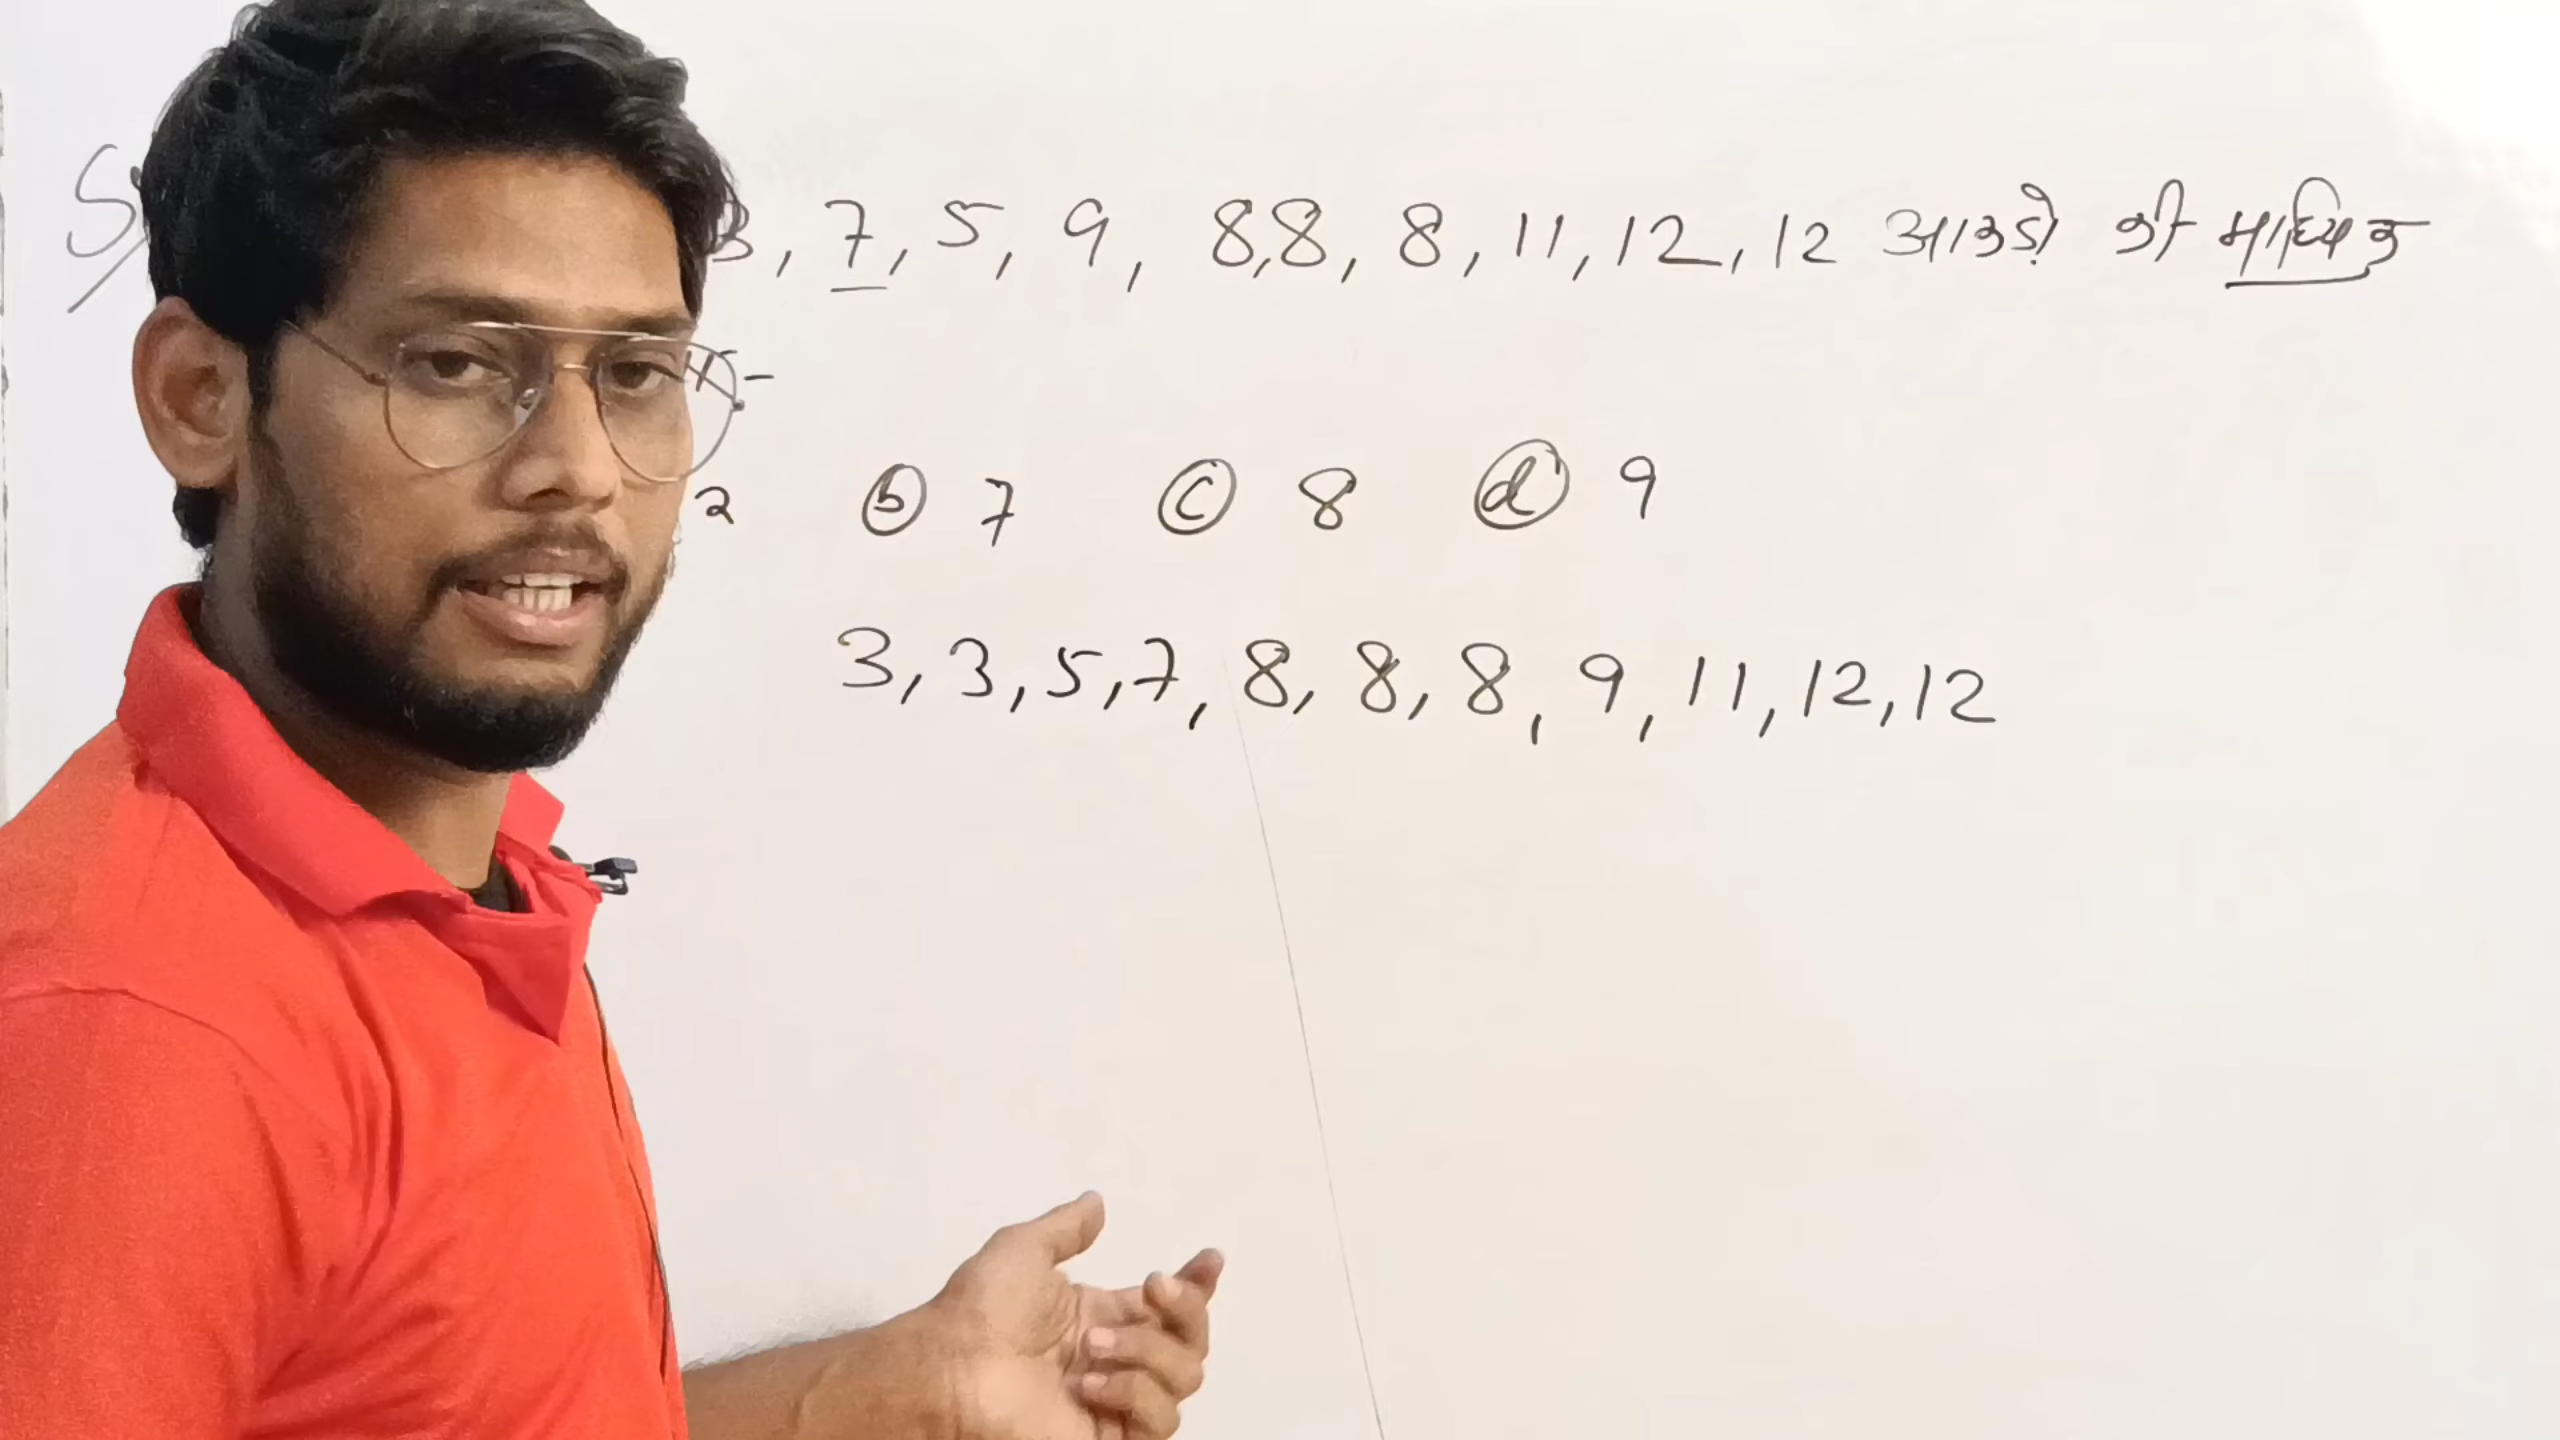 3, 7, 5, 9, 8,8, 8, 11, 12, 12 आकडो की माध्यिक
2 (b) 7 (c) 8 (d) 9
3, 3, 5, 7, 8, 8, 8, 9, 11, 12, 12